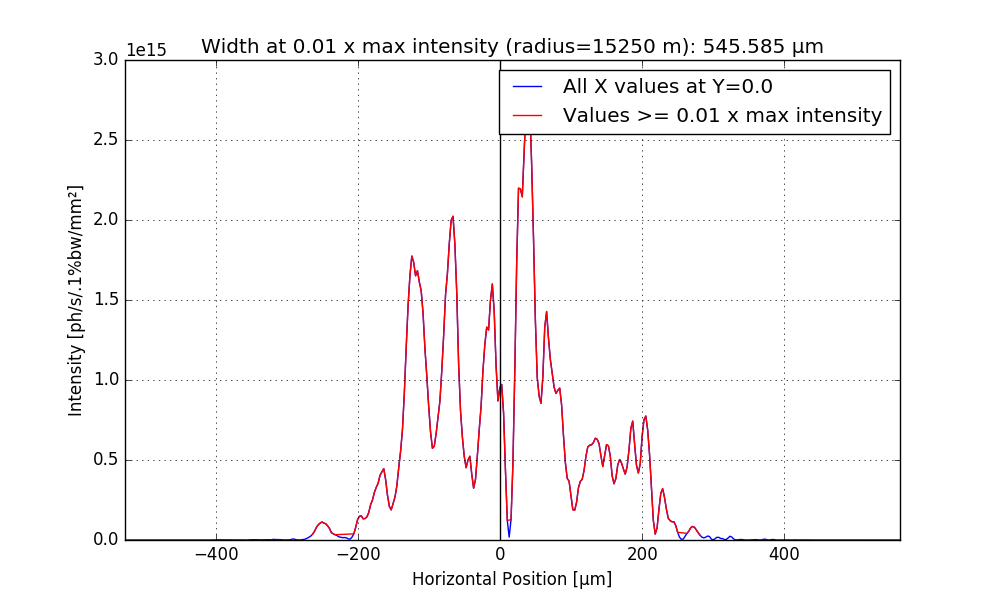 Width at 0.01 x max intensity (radius=15250 m): 545.585 µm
1e15
All X values at Y=0.0
Values >= 0.01 x max intensity
3.0
2.5
2.0
1.5
1.0
0.5
0.0
Intensity [ph/s/.1%bw/mm²]
−400 −200 0 200 400
Horizontal Position [µm]